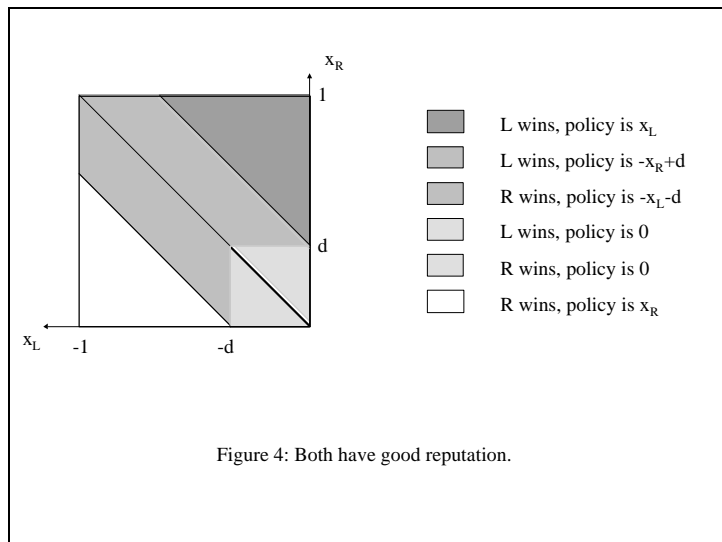 x_R
1
d
x_L
-1
-d
L wins, policy is x_L
L wins, policy is -x_R+d
R wins, policy is -x_L-d
L wins, policy is 0
R wins, policy is 0
R wins, policy is x_R
Figure 4: Both have good reputation.